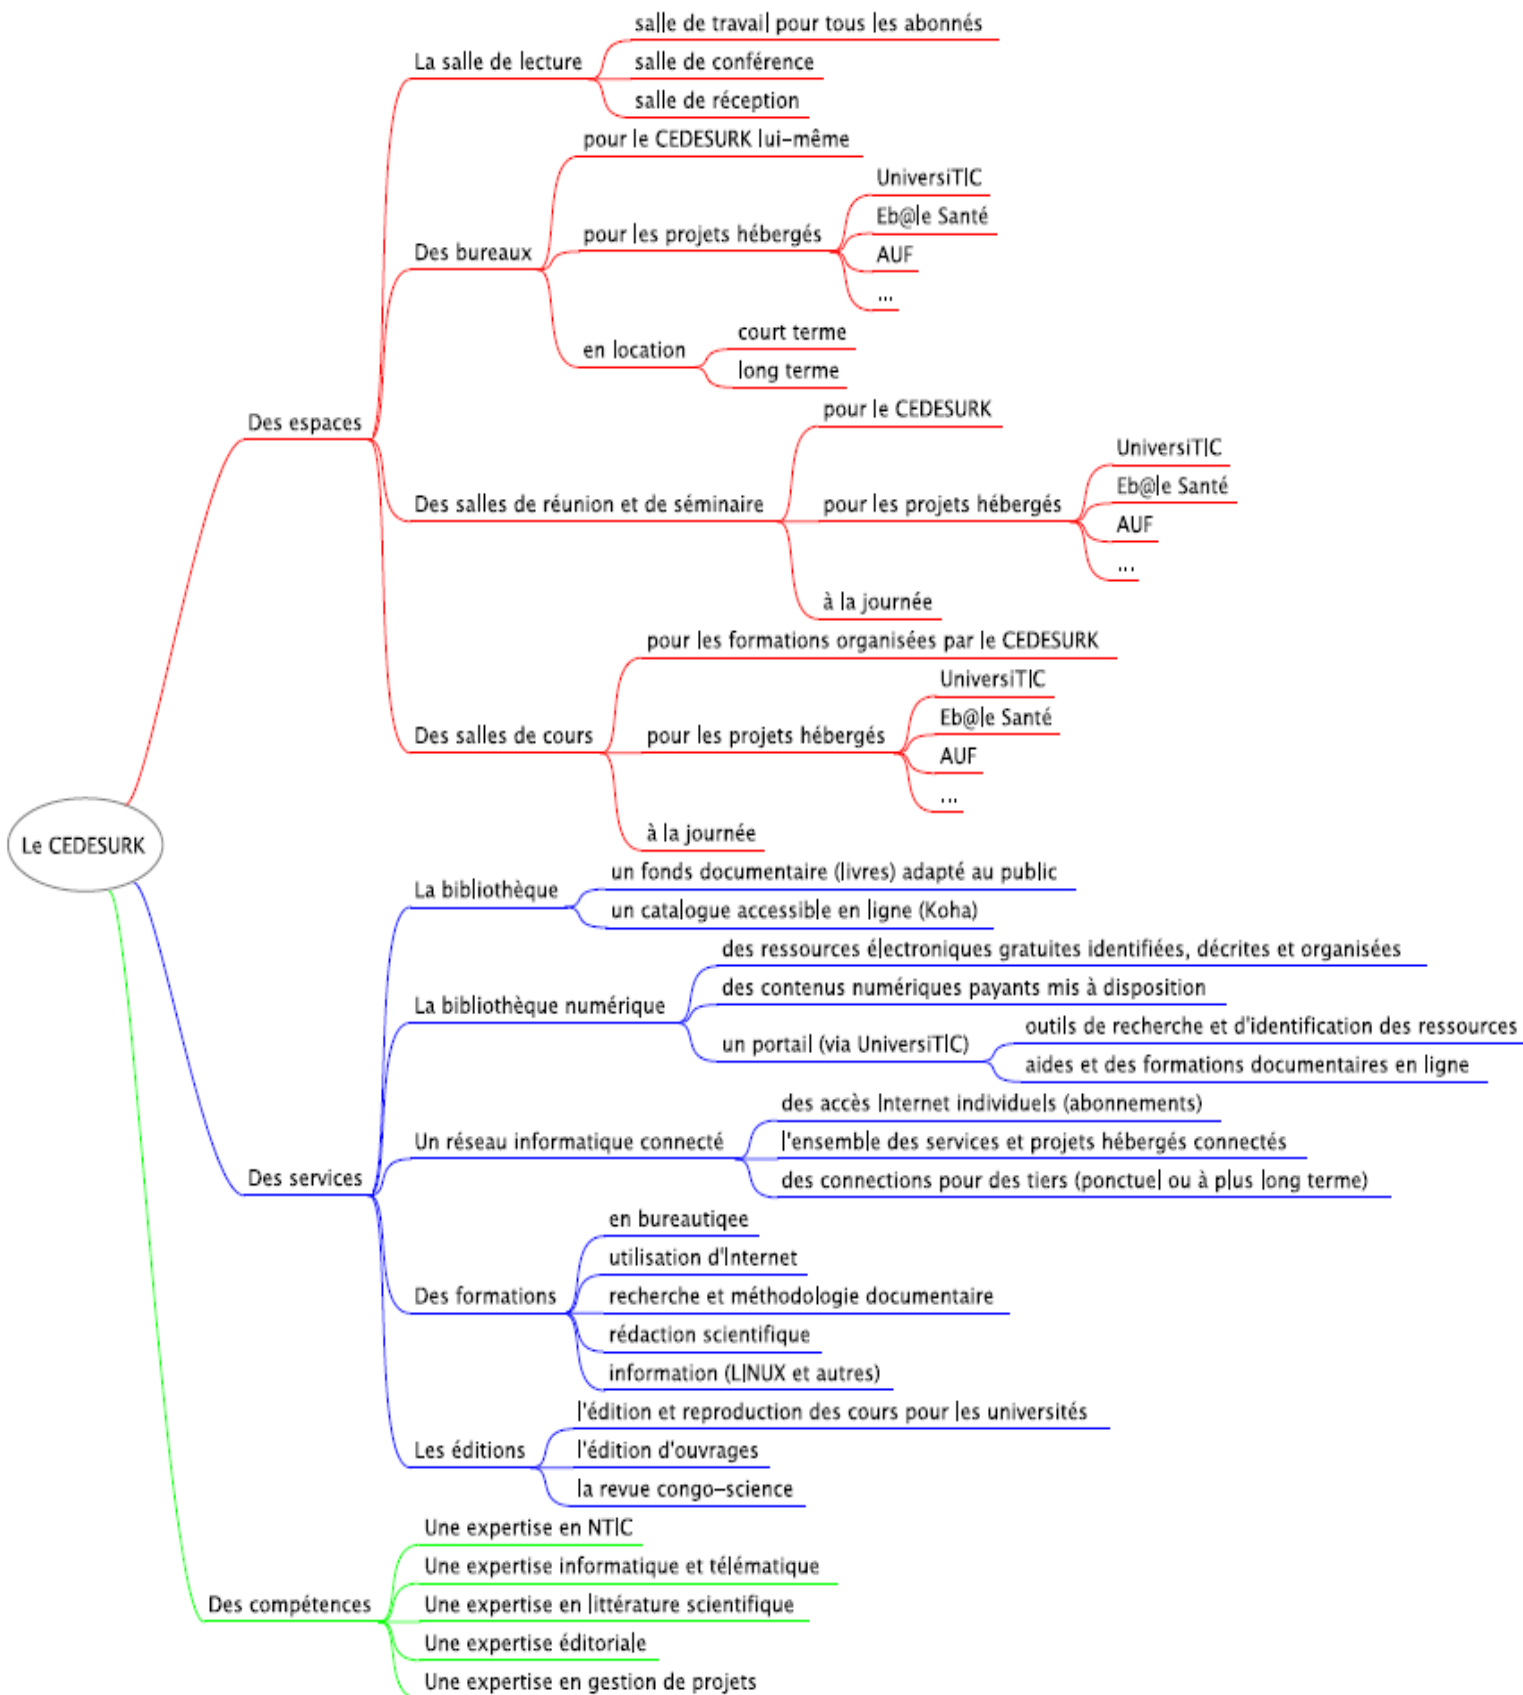 salle de travail pour tous les abonnés
La salle de lecture
salle de conférence
salle de réception
pour le CEDESURK lui-même
UniversiTIC
Eb@le Santé
pour les projets hébergés
AUF
Des bureaux
...
court terme
en location
long terme
pour le CEDESURK
Des espaces
UniversiTIC
Eb@le Santé
Des salles de réunion et de séminaire
pour les projets hébergés
AUF
...
à la journée
pour les formations organisées par le CEDESURK
UniversiTIC
Eb@le Santé
Des salles de cours
pour les projets hébergés
AUF
...
à la journée
Le CEDESURK
un fonds documentaire (livres) adapté au public
La bibliothèque
un catalogue accessible en ligne (Koha)
des ressources électroniques gratuites identifiées, décrites et organisées
des contenus numériques payants mis à disposition
La bibliothèque numérique
outils de recherche et d'identification des ressources
un portail (via UniversiTIC)
aides et des formations documentaires en ligne
des accès Internet individuels (abonnements)
Un réseau informatique connecté
l'ensemble des services et projets hébergés connectés
des connections pour des tiers (ponctuel ou à plus long terme)
Des services
en bureautiqee
utilisation d'Internet
Des formations
recherche et méthodologie documentaire
rédaction scientifique
information (LINUX et autres)
l'édition et reproduction des cours pour les universités
Les éditions
l'édition d'ouvrages
la revue congo-science
Une expertise en NTIC
Une expertise informatique et télématique
Des compétences
Une expertise en littérature scientifique
Une expertise éditoriale
Une expertise en gestion de projets